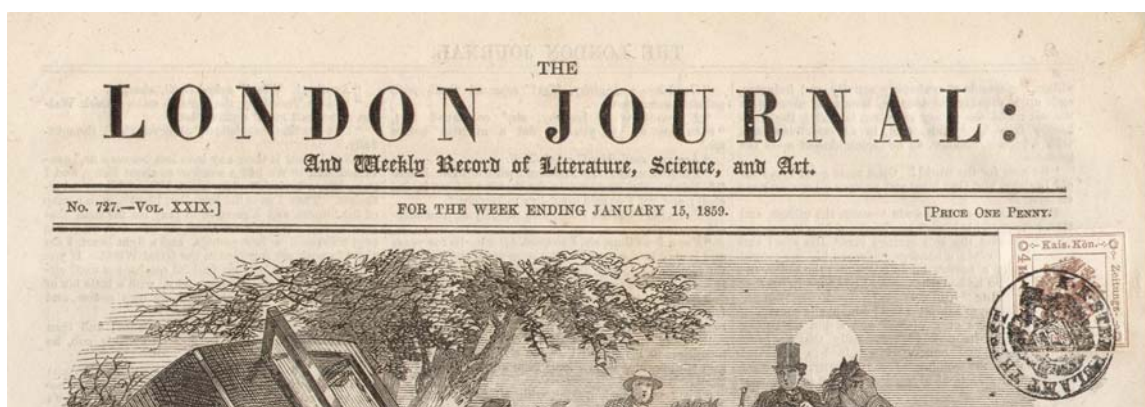 THE
LONDON JOURNAL:
And Weekly Record of Literature, Science, and Art.
No. 727.—Vol. XXIX.] FOR THE WEEK ENDING JANUARY 15, 1859. [PRICE ONE PENNY.
Kais. Kön.
Zeitungs